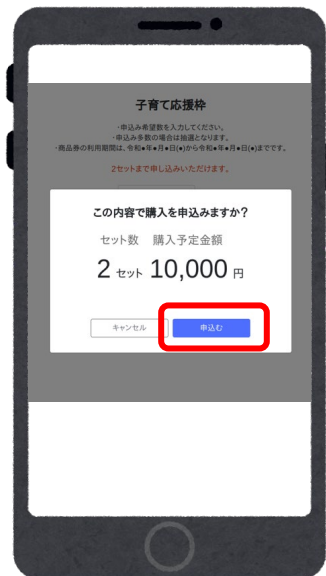 子育て応援枠
・申込み希望数を入力してください。
・申込み多数の場合は抽選となります。
・商品券の利用期間は、令和●年●月●日(●)から令和●年●月●日(●)までです。
2セットまで申し込みいただけます。
この内容で購入を申込みますか？
セット数 購入予定金額
2 セット 10,000 円
キャンセル 申込む